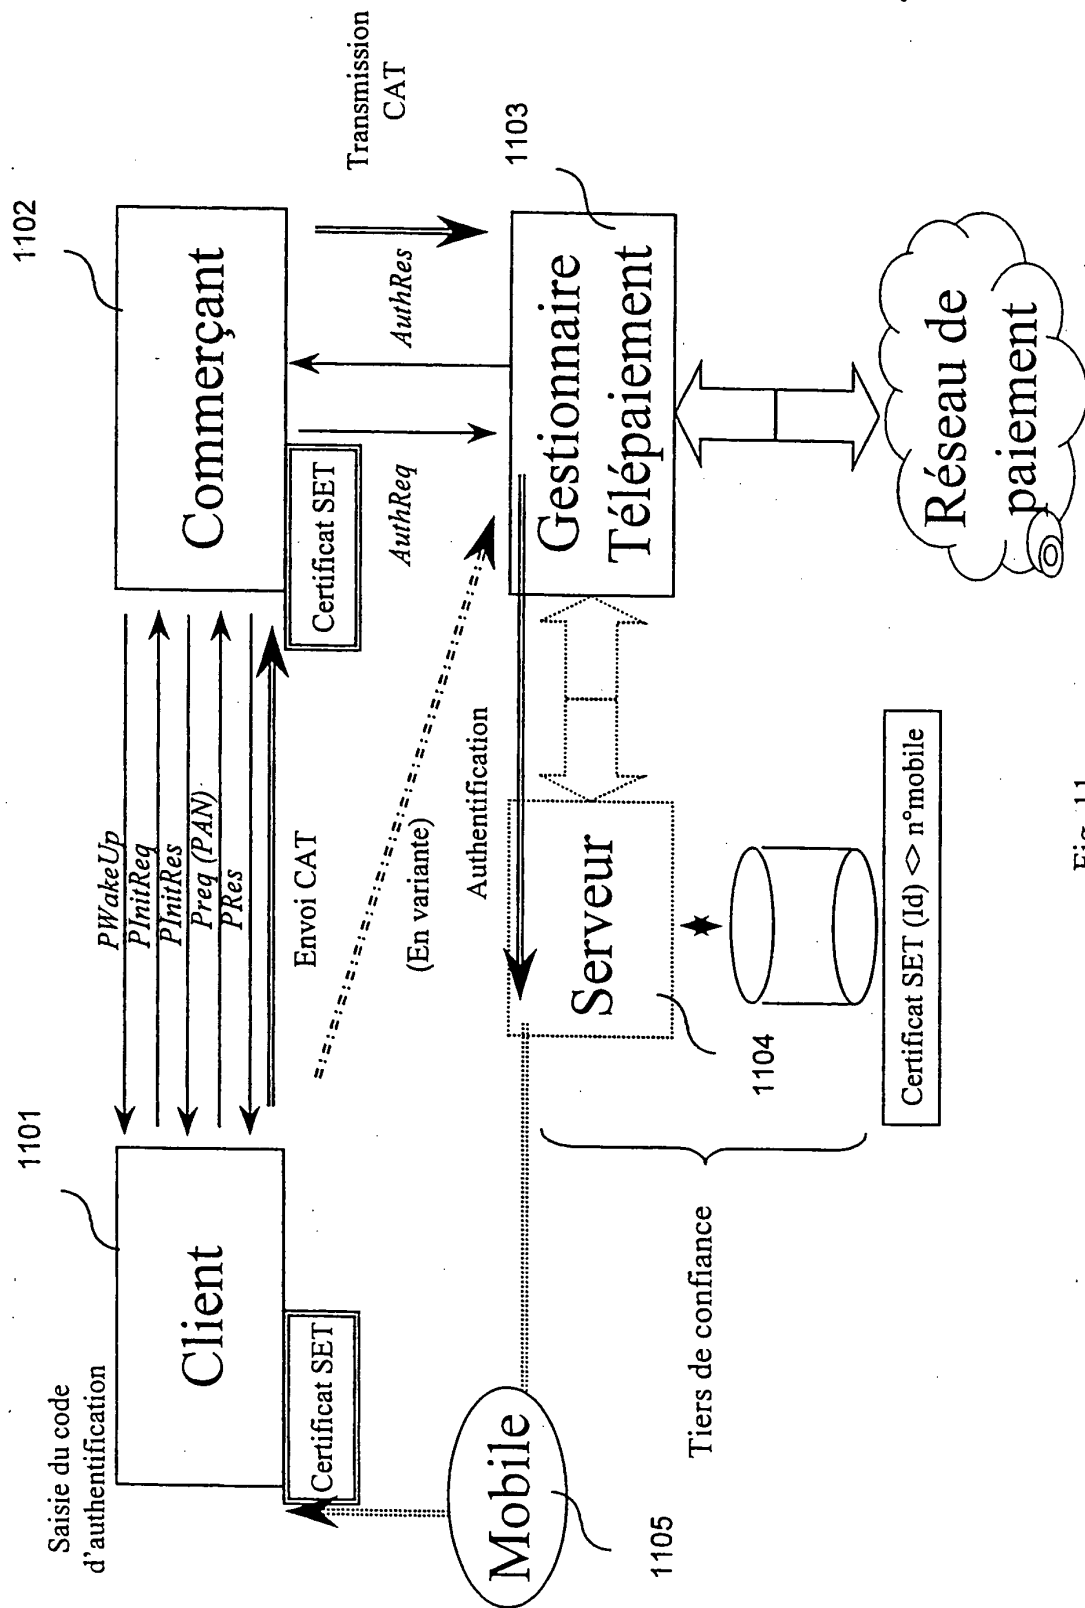 Saisie du code
d'authentification
1101
Client
Certificat SET
PWakeUp
PInitReq
PInitRes
Preq (PAN)
PRes
Envoi CAT
(En variante)
1102
Commerçant
Certificat SET
AuthReq
AuthRes
Transmission
CAT
1103
Gestionnaire
Télépaiement
Authentification
Serveur
1104
Mobile
1105
Tiers de confiance
Certificat SET (Id) <> n°mobile
Réseau de
paiement
Fig. 11